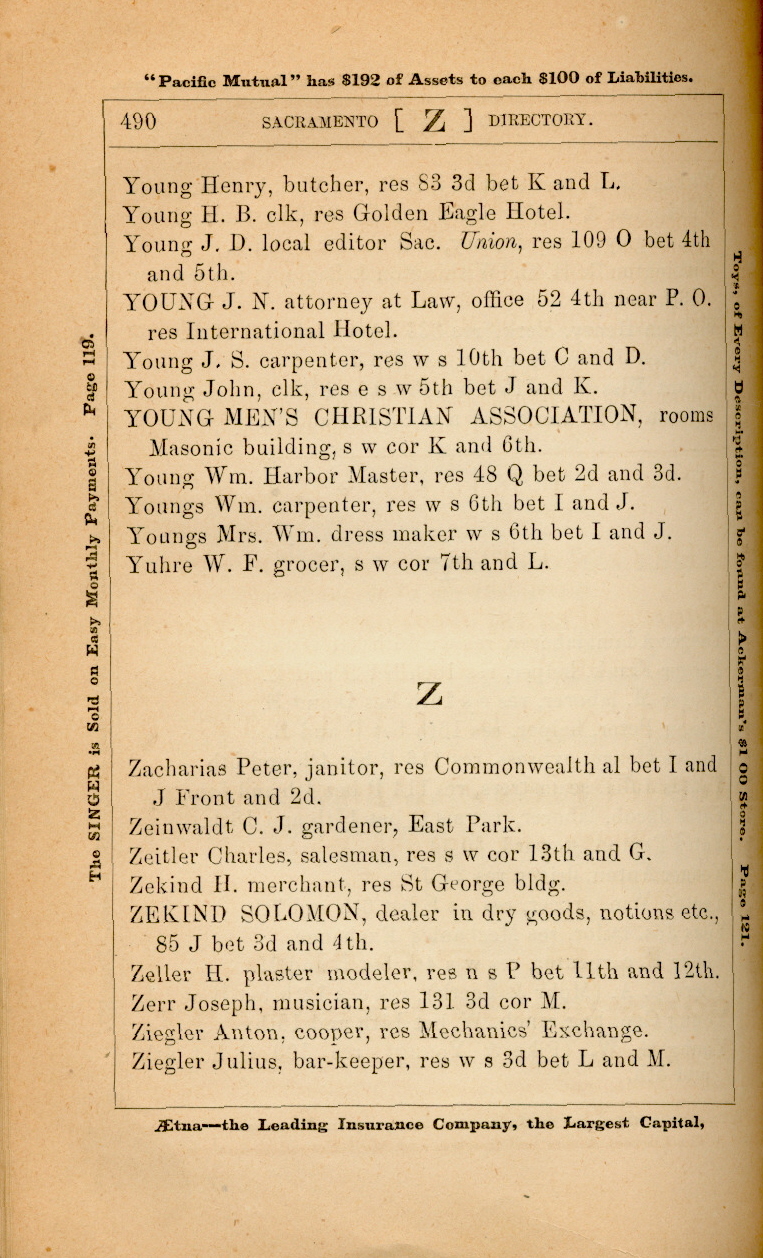 “Pacific Mutual” has $192 of Assets to each $100 of Liabilities.
490 SACRAMENTO [ Z ] DIRECTORY.
Young Henry, butcher, res 83 3d bet K and L.
Young H. B. clk, res Golden Eagle Hotel.
Young J. D. local editor Sac. Union, res 109 O bet 4th
and 5th.
YOUNG J. N. attorney at Law, office 52 4th near P. O.
res International Hotel.
Young J. S. carpenter, res w s 10th bet C and D.
Young John, clk, res e s w 5th bet J and K.
YOUNG MEN’S CHRISTIAN ASSOCIATION, rooms
Masonic building, s w cor K and 6th.
Young Wm. Harbor Master, res 48 Q bet 2d and 3d.
Youngs Wm. carpenter, res w s 6th bet I and J.
Youngs Mrs. Wm. dress maker w s 6th bet I and J.
Yuhre W. F. grocer, s w cor 7th and L.
Z
Zacharias Peter, janitor, res Commonwealth al bet I and
J Front and 2d.
Zeinwaldt C. J. gardener, East Park.
Zeitler Charles, salesman, res s w cor 13th and G.
Zekind H. merchant, res St George bldg.
ZEKIND SOLOMON, dealer in dry goods, notions etc.,
85 J bet 3d and 4th.
Zeller H. plaster modeler, res n s P bet 11th and 12th.
Zerr Joseph, musician, res 131 3d cor M.
Ziegler Anton, cooper, res Mechanics’ Exchange.
Ziegler Julius, bar-keeper, res w s 3d bet L and M.
Ætna—the Leading Insurance Company, the Largest Capital,
The SINGER is Sold on Easy Monthly Payments. Page 119.
Toys, of Every Description, can be found at Ackerman’s $1 00 Store. Page 121.